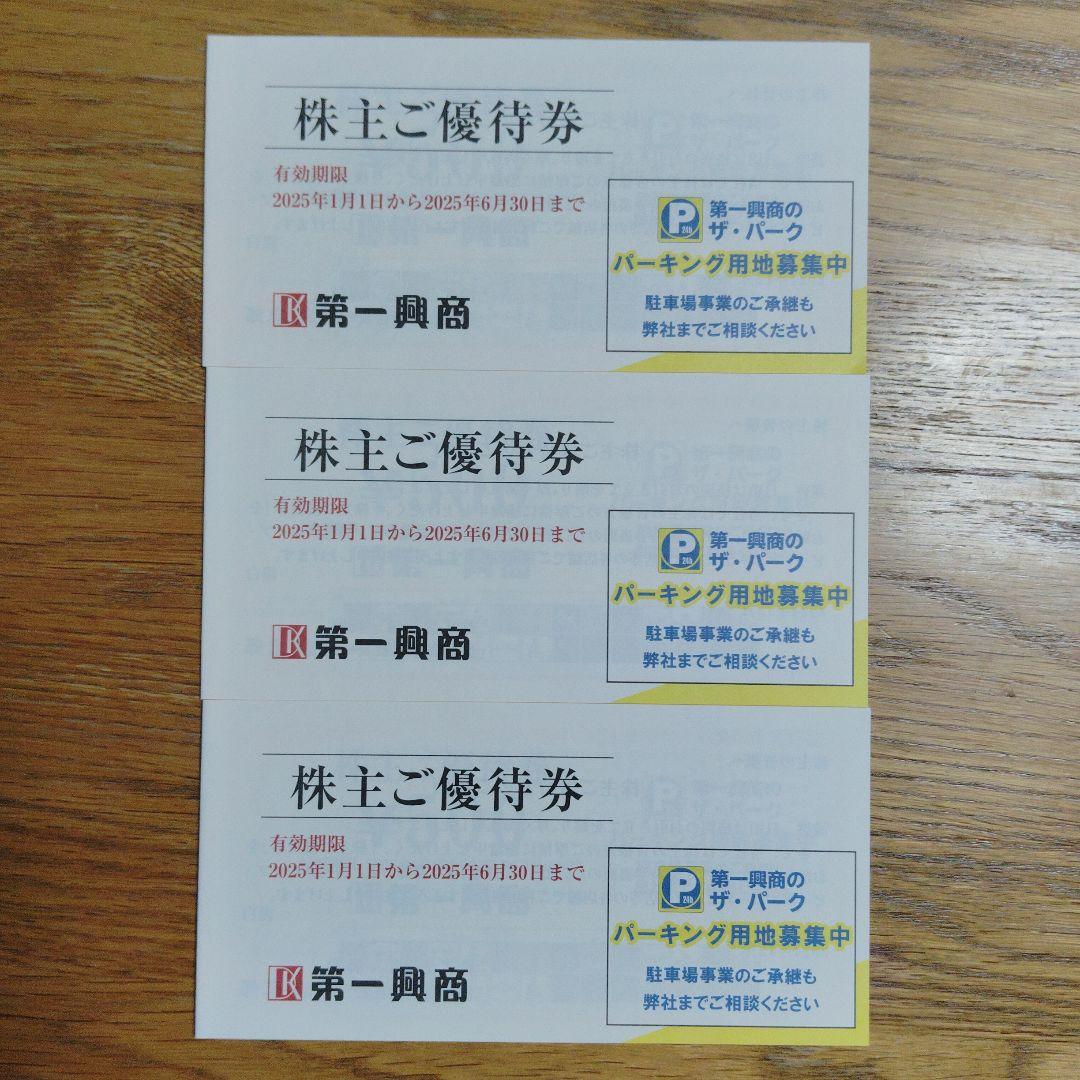 株主ご優待券
有効期限
2025年1月1日から2025年6月30日まで
DK 第一興商
P 24h
第一興商の
ザ・パーク
パーキング用地募集中
駐車場事業のご承継も
弊社までご相談ください
株主ご優待券
有効期限
2025年1月1日から2025年6月30日まで
DK 第一興商
P 24h
第一興商の
ザ・パーク
パーキング用地募集中
駐車場事業のご承継も
弊社までご相談ください
株主ご優待券
有効期限
2025年1月1日から2025年6月30日まで
DK 第一興商
P 24h
第一興商の
ザ・パーク
パーキング用地募集中
駐車場事業のご承継も
弊社までご相談ください